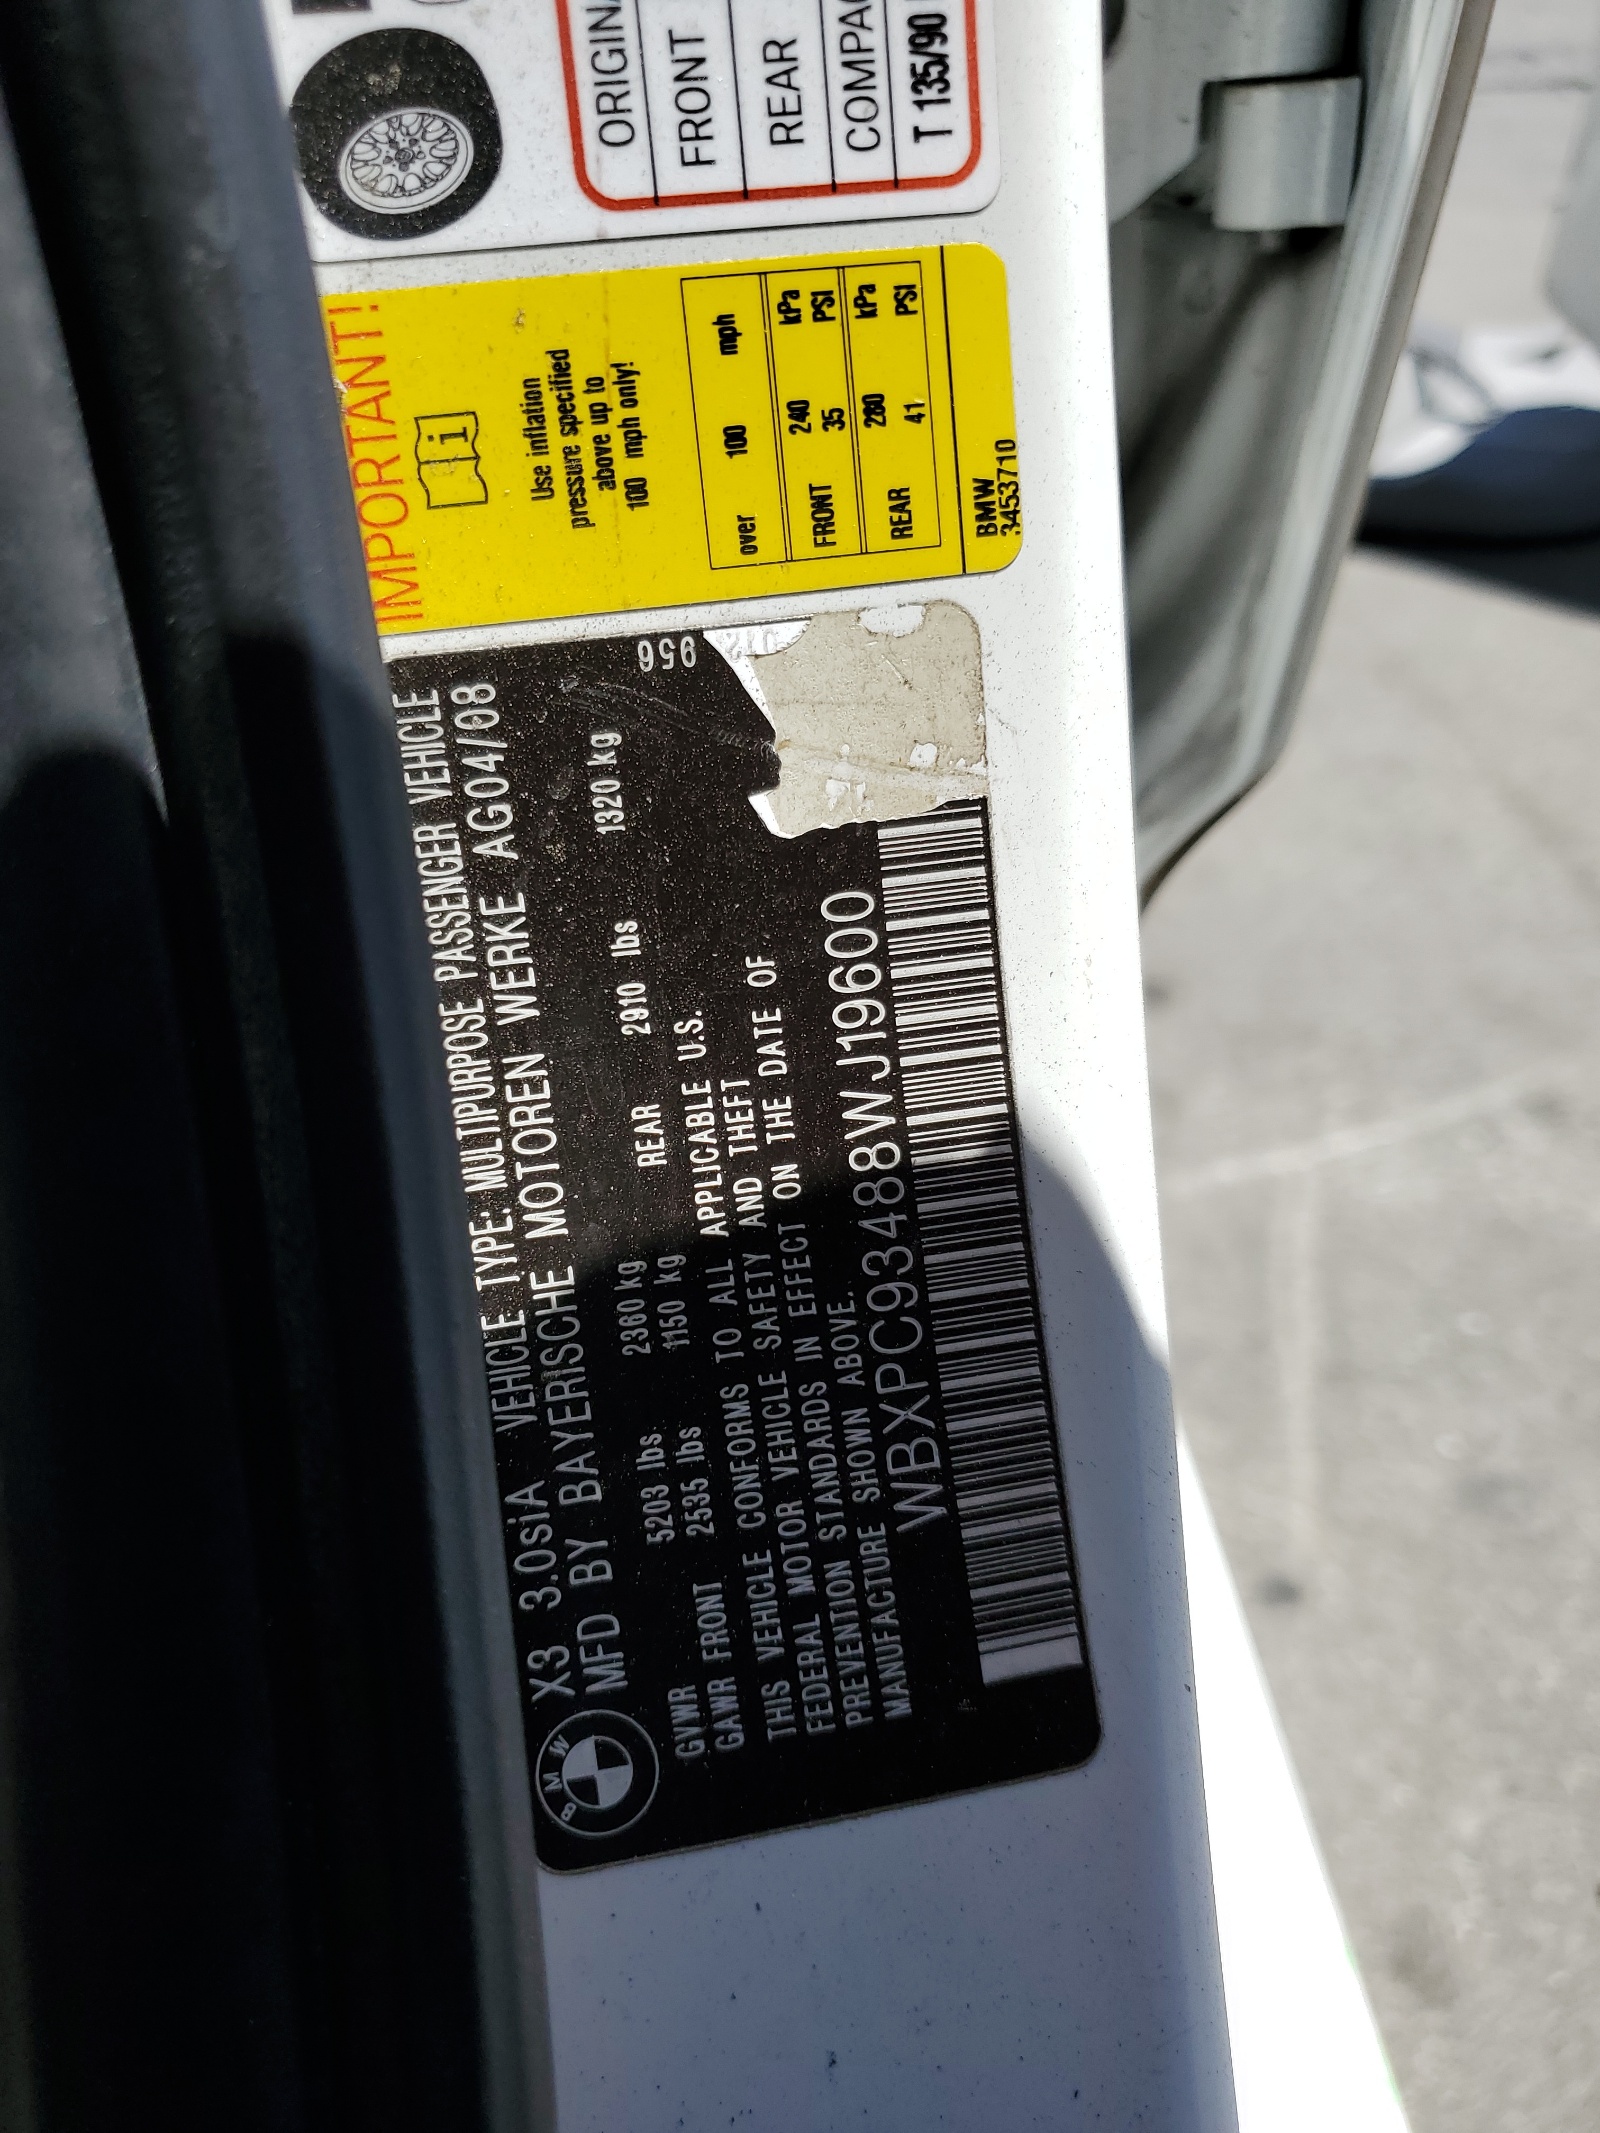 X3 3.0SiA VEHICLE TYPE: MULTIPURPOSE PASSENGER VEHICLE
MFD BY BAYERISCHE MOTOREN WERKE AG04/08
BMW
GVWR 5203 lbs 2360 kg
GAWR FRONT 2535 lbs 1150 kg REAR 2910 lbs 1320 kg
THIS VEHICLE CONFORMS TO ALL APPLICABLE U.S.
FEDERAL MOTOR VEHICLE SAFETY AND THEFT
PREVENTION STANDARDS IN EFFECT ON THE DATE OF
MANUFACTURE SHOWN ABOVE.
956
WBXPC93488WJ19600
IMPORTANT!
i
Use inflation
pressure specified
above up to
100 mph only!
over 100 mph
FRONT 240 kPa
35 PSI
REAR 280 kPa
41 PSI
BMW
3453710
ORIGINA
FRONT
REAR
COMPAC
T 135/90